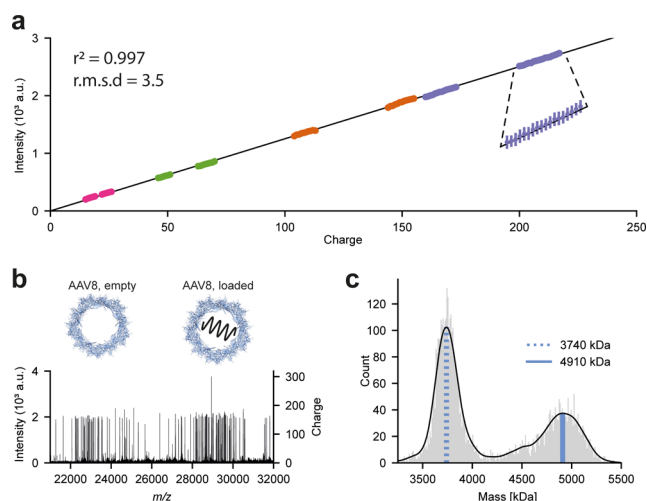 a
r² = 0.997
r.m.s.d = 3.5
Intensity (10³ a.u.)
3
2
1
0
0 50 100 150 200 250
Charge
b
AAV8, empty AAV8, loaded
Intensity (10³ a.u.)
4
2
0
300
200
100
0
Charge
22000 24000 26000 28000 30000 32000
m/z
c
Count
120
100
80
60
40
20
0
3740 kDa
4910 kDa
3500 4000 4500 5000 5500
Mass [kDa]